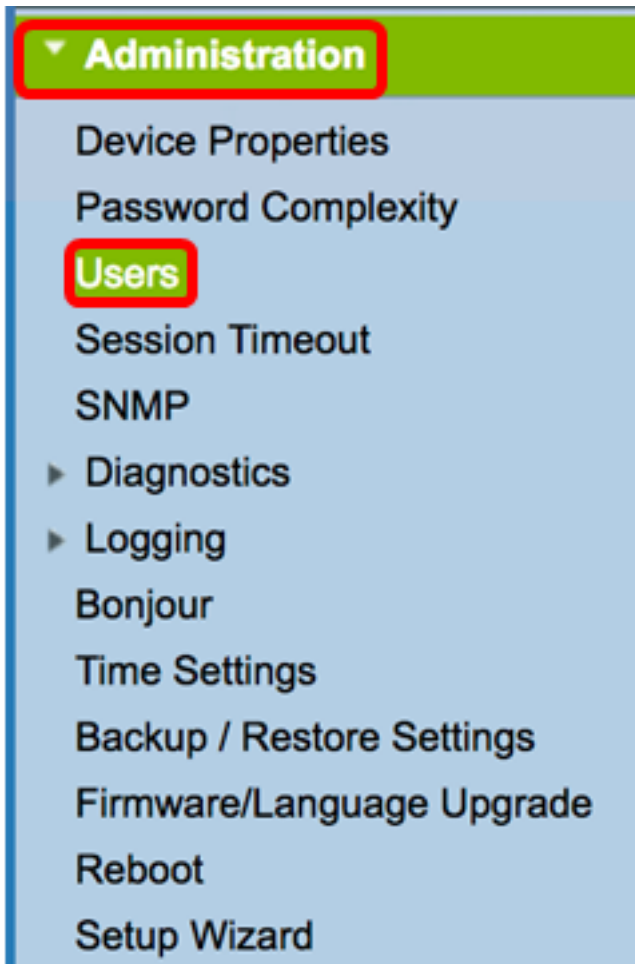 Administration
Device Properties
Password Complexity
Users
Session Timeout
SNMP
Diagnostics
Logging
Bonjour
Time Settings
Backup / Restore Settings
Firmware/Language Upgrade
Reboot
Setup Wizard